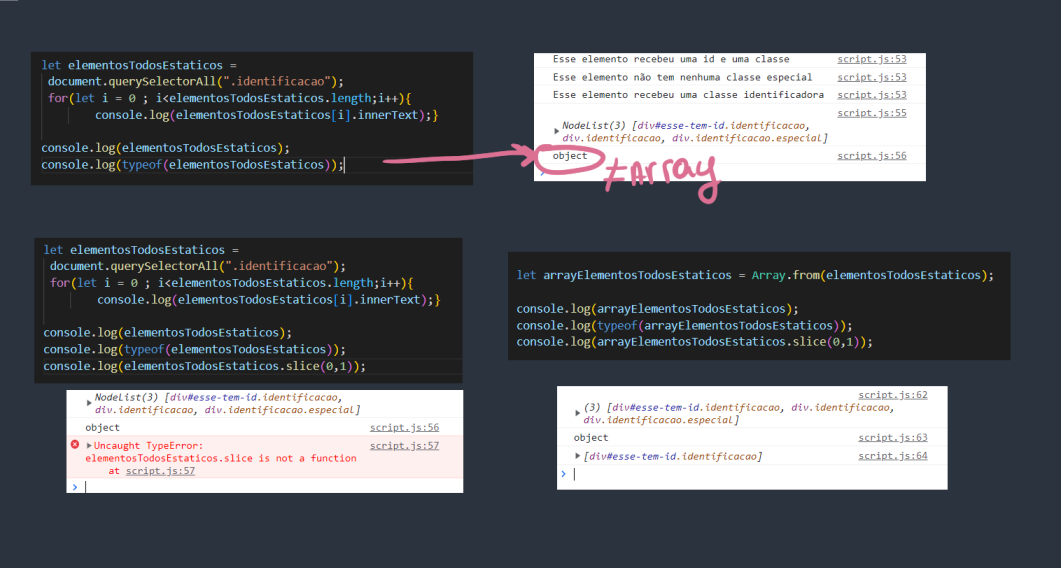 let elementosTodosEstaticos =
document.querySelectorAll(".identificacao");
for(let i = 0 ; i<elementosTodosEstaticos.length;i++){
console.log(elementosTodosEstaticos[i].innerText);}
console.log(elementosTodosEstaticos);
console.log(typeof(elementosTodosEstaticos));
Esse elemento recebeu uma id e uma classe script.js:53
Esse elemento não tem nenhuma classe especial script.js:53
Esse elemento recebeu uma classe identificadora script.js:53
script.js:55
NodeList(3) [div#esse-tem-id.identificacao,
div.identificacao, div.identificacao.especial]
object script.js:56
≠Array
let elementosTodosEstaticos =
document.querySelectorAll(".identificacao");
for(let i = 0 ; i<elementosTodosEstaticos.length;i++){
console.log(elementosTodosEstaticos[i].innerText);}
console.log(elementosTodosEstaticos);
console.log(typeof(elementosTodosEstaticos));
console.log(elementosTodosEstaticos.slice(0,1));
NodeList(3) [div#esse-tem-id.identificacao,
div.identificacao, div.identificacao.especial]
object script.js:56
Uncaught TypeError: script.js:57
elementosTodosEstaticos.slice is not a function
at script.js:57
let arrayElementosTodosEstaticos = Array.from(elementosTodosEstaticos);
console.log(arrayElementosTodosEstaticos);
console.log(typeof(arrayElementosTodosEstaticos));
console.log(arrayElementosTodosEstaticos.slice(0,1));
script.js:62
(3) [div#esse-tem-id.identificacao, div.identificacao,
div.identificacao.especial]
object script.js:63
[div#esse-tem-id.identificacao] script.js:64